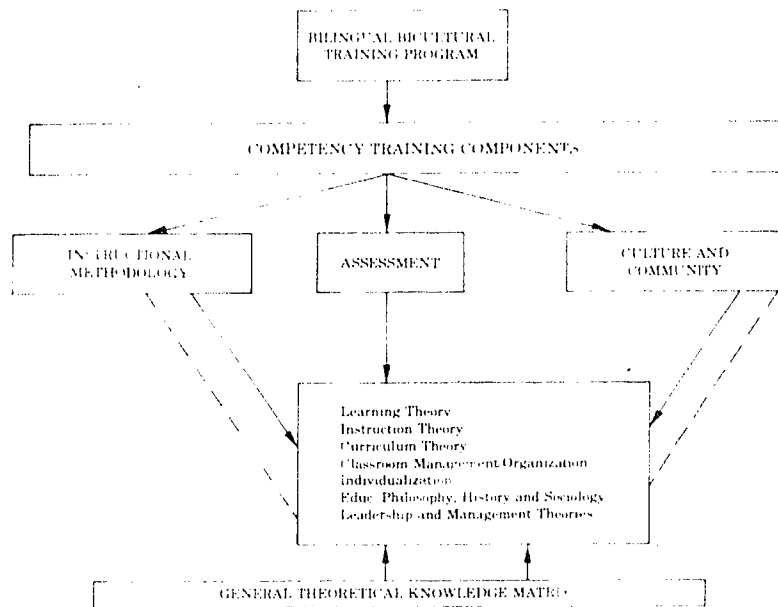 BILINGUAL BICULTURAL
TRAINING PROGRAM
COMPETENCY TRAINING COMPONENTS
INSTRUCTIONAL
METHODOLOGY
ASSESSMENT
CULTURE AND
COMMUNITY
Learning Theory
Instruction Theory
Curriculum Theory
Classroom Management Organization
Individualization
Educ. Philosophy, History and Sociology
Leadership and Management Theories
GENERAL THEORETICAL KNOWLEDGE MATRIX